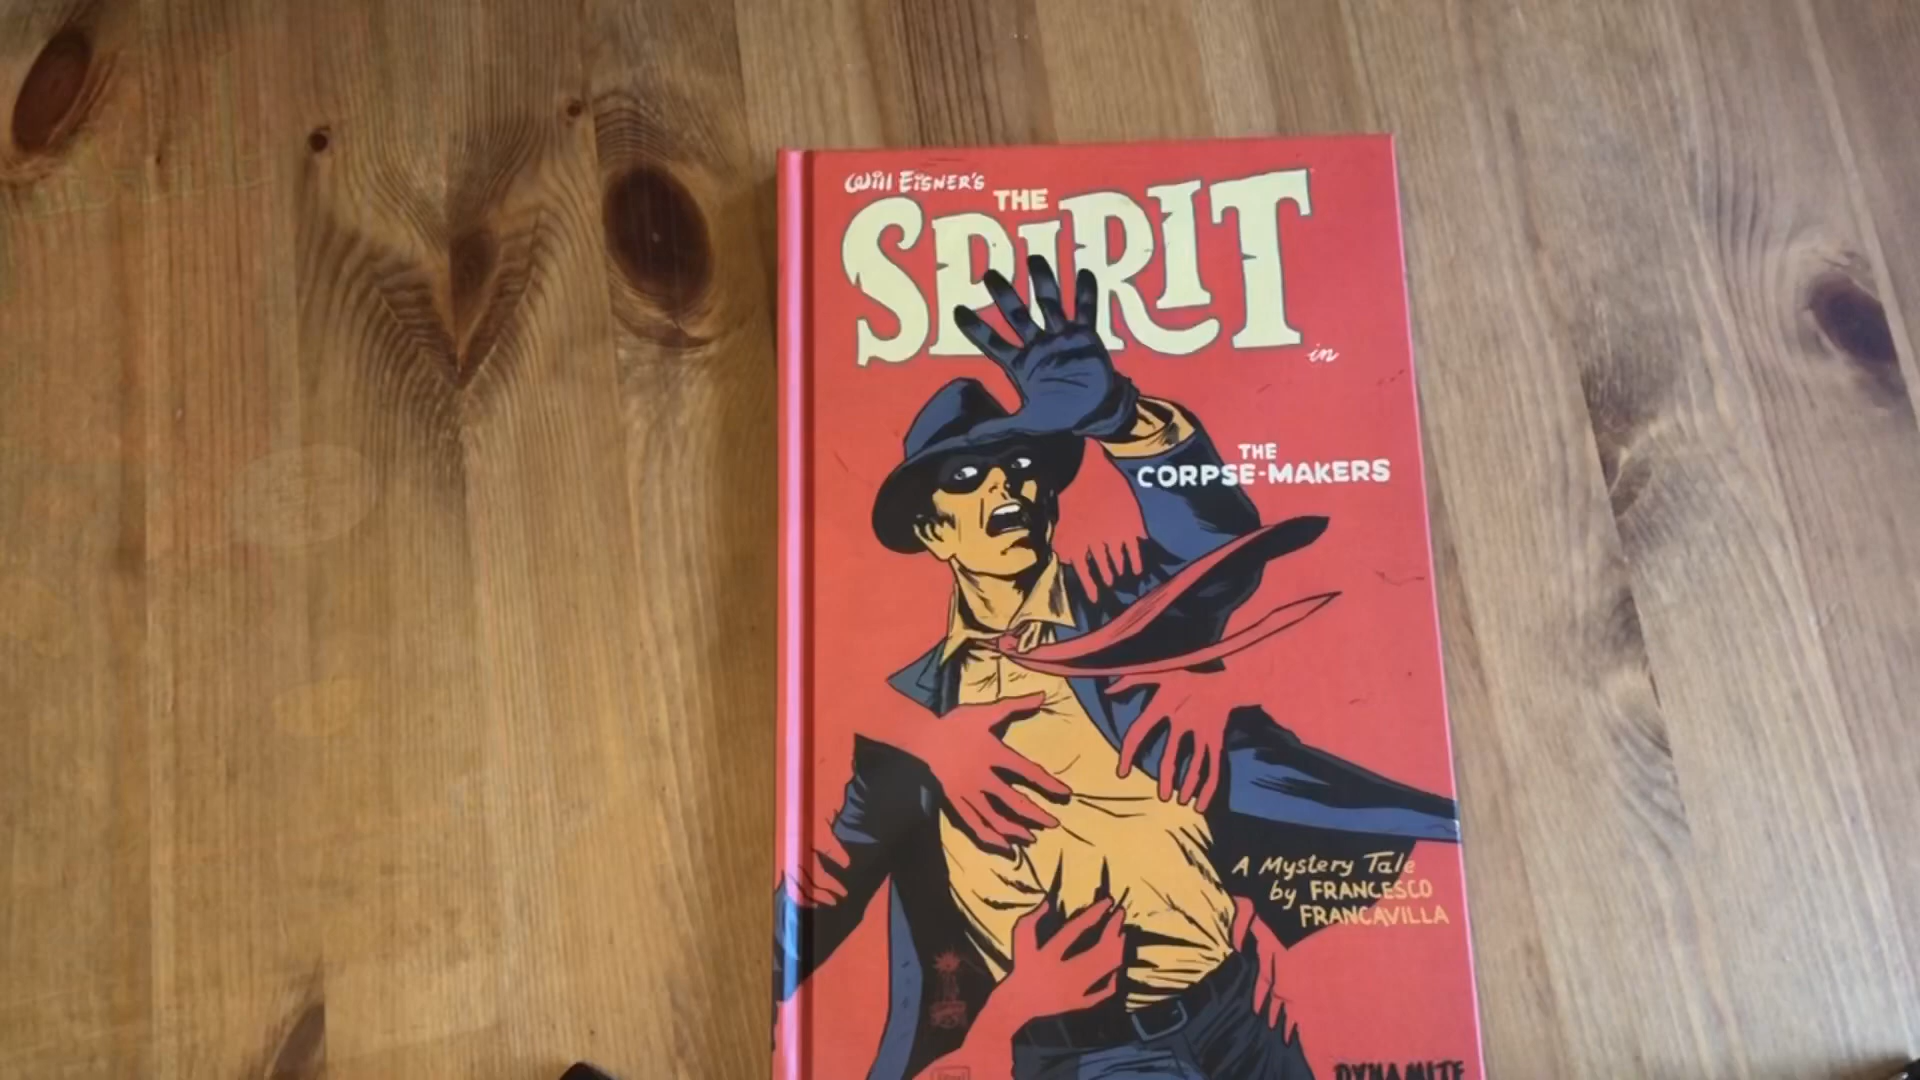 Will EISNER'S
THE
SPIRIT
in
THE
CORPSE-MAKERS
A Mystery Tale
by FRANCESCO
FRANCAVILLA
DYNAMITE